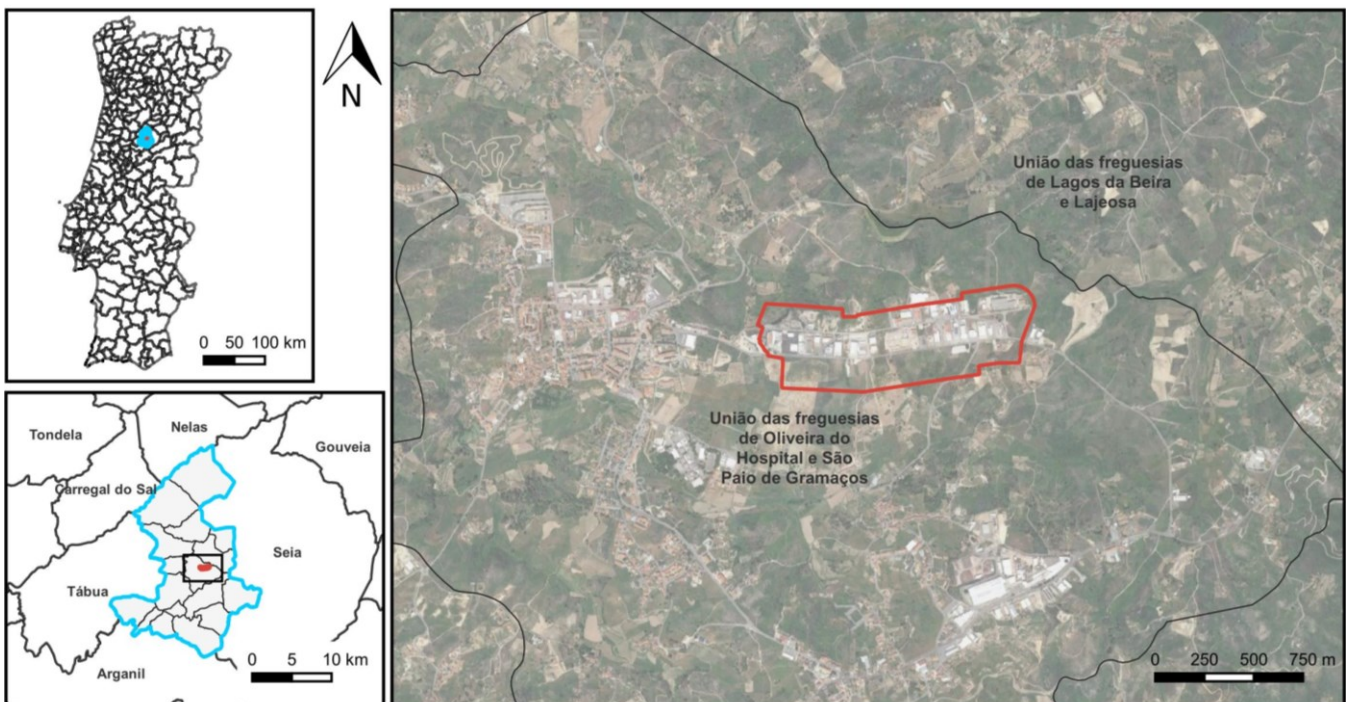 N
0 50 100 km
Tondela
Nelas
Gouveia
Carregal do Sal
Seia
Tábua
Arganil
0 5 10 km
União das freguesias
de Lagos da Beira
e Lajeosa
União das freguesias
de Oliveira do
Hospital e São
Paio de Gramaços
0 250 500 750 m